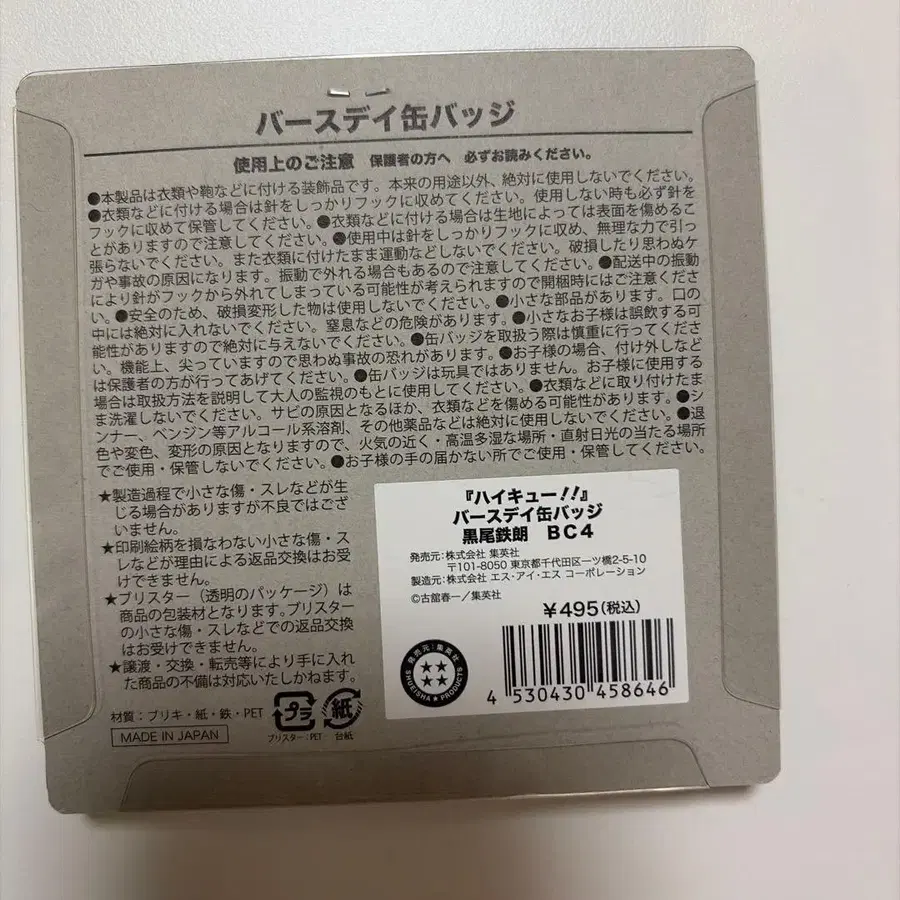 バースデイ缶バッジ
使用上のご注意 保護者の方へ 必ずお読みください。
●本製品は衣類や鞄などに付ける装飾品です。本来の用途以外、絶対に使用しないでください。
●衣類などに付ける場合は針をしっかりフックに収めてください。使用しない時も必ず針を
フックに収めて保管してください。●衣類などに付ける場合は生地によっては表面を傷めるこ
とがありますので注意してください。●使用中は針をしっかりフックに収め、無理な力で引っ
張らないでください。また衣類に付けたまま運動などしないでください。破損したり思わぬケ
ガや事故の原因になります。振動で外れる場合もあるので注意してください。●配送中の振動
により針がフックから外れてしまっている可能性が考えられますので開梱時にはご注意くださ
い。●安全のため、破損変形した物は使用しないでください。●小さな部品があります。口の
中には絶対に入れないでください。窒息などの危険があります。●小さなお子様は誤飲する可
能性がありますので絶対に与えないでください。●缶バッジを取扱う際は慎重に行ってくださ
い。機能上、尖っていますので思わぬ事故の恐れがあります。●お子様の場合、付け外しなど
は保護者の方が行ってあげてください。●缶バッジは玩具ではありません。お子様に使用する
場合は取扱方法を説明して大人の監視のもとに使用してください。●衣類などに取り付けたま
ま洗濯しないでください。サビの原因となるほか、衣類などを傷める可能性があります。●シ
ンナー、ベンジン等アルコール系溶剤、その他薬品などは絶対に使用しないでください。●退
色や変色、変形の原因となりますので、火気の近く・高温多湿な場所・直射日光の当たる場所
でご使用・保管しないでください。●お子様の手の届かない所でご使用・保管してください。
★製造過程で小さな傷・スレなどが生
じる場合がありますが不良ではござ
いません。
★印刷絵柄を損なわない小さな傷・ス
レなどが理由による返品交換はお受
けできません。
★ブリスター（透明のパッケージ）は
商品の包装材となります。ブリスター
の小さな傷・スレなどでの返品交換
はお受けできません。
★譲渡・交換・転売等により手に入れ
た商品の不備は対応いたしかねます。
材質：ブリキ・紙・鉄・PET
MADE IN JAPAN
プラ
ブリスター：PET
紙
台紙
『ハイキュー!!』
バースデイ缶バッジ
黒尾鉄朗 BC4
発売元：株式会社 集英社
〒101-8050 東京都千代田区一ツ橋2-5-10
製造元：株式会社 エス・アイ・エス コーポレーション
©古舘春一／集英社
￥495（税込）
発売元：集英社
SHUEISHA PRODUCTS
4 530430 458646